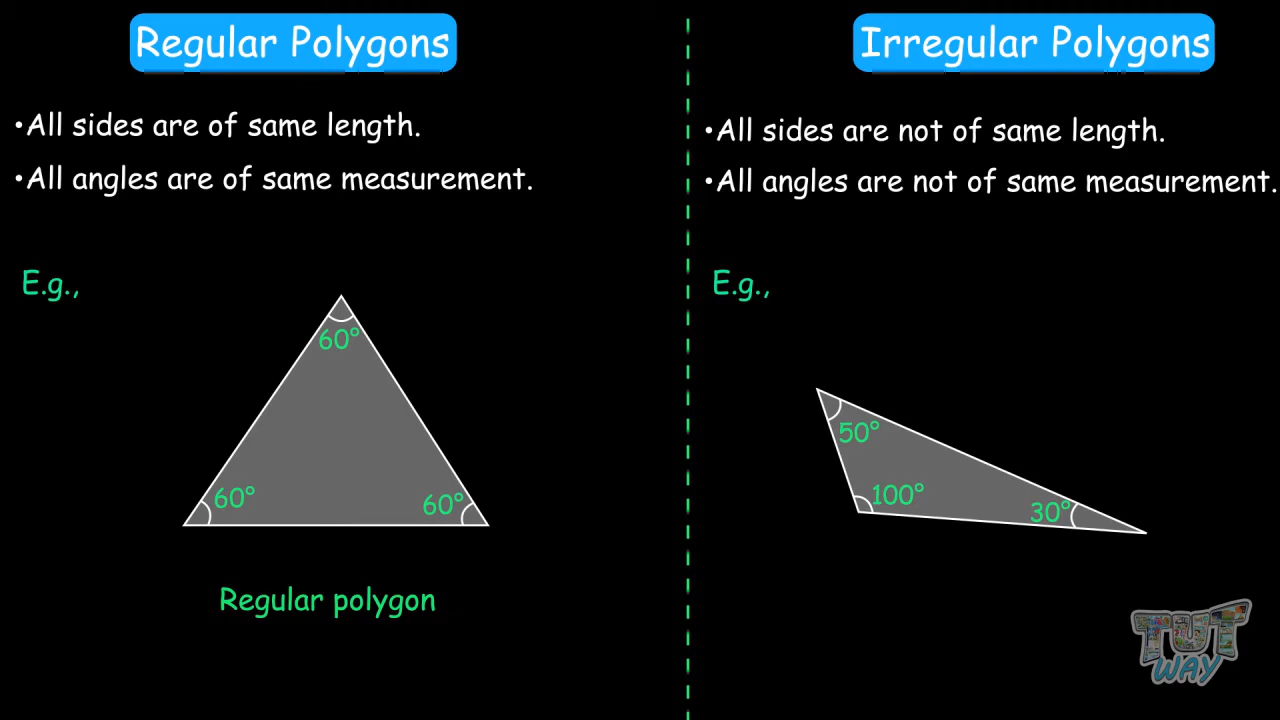 Regular Polygons
•All sides are of same length.
•All angles are of same measurement.
E.g.,
60°
60°
60°
Regular polygon
Irregular Polygons
•All sides are not of same length.
•All angles are not of same measurement.
E.g.,
50°
100°
30°
TUT
WAY